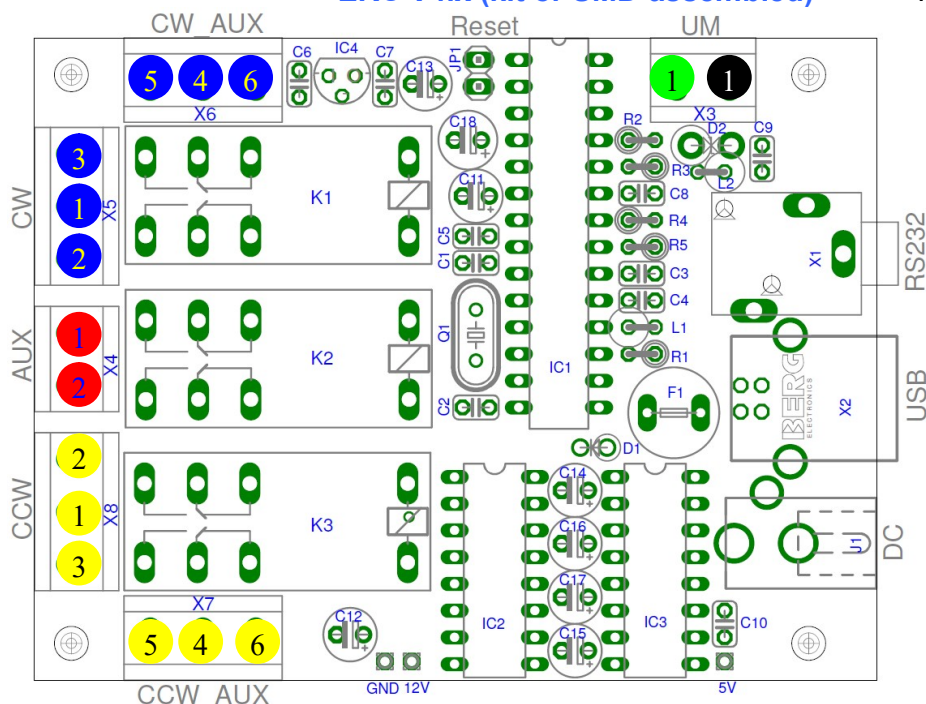 CW_AUX
Reset
UM
5 4 6
X6
C6
IC4
C7
C13
JP1
1 1
X3
CW
3
1
2
X5
K1
C18
C11
C5
C1
R2
R3
C8
R4
R5
C3
C4
L1
R1
D2
C9
L2
X1
RS232
AUX
1
2
X4
K2
Q1
C2
IC1
F1
BERG
ELECTRONICS
X2
USB
CCW
2
1
3
X8
K3
D1
C14
C16
C17
C15
IC2
IC3
J1
DC
C10
X7
5 4 6
C12
CCW_AUX
GND 12V
5V